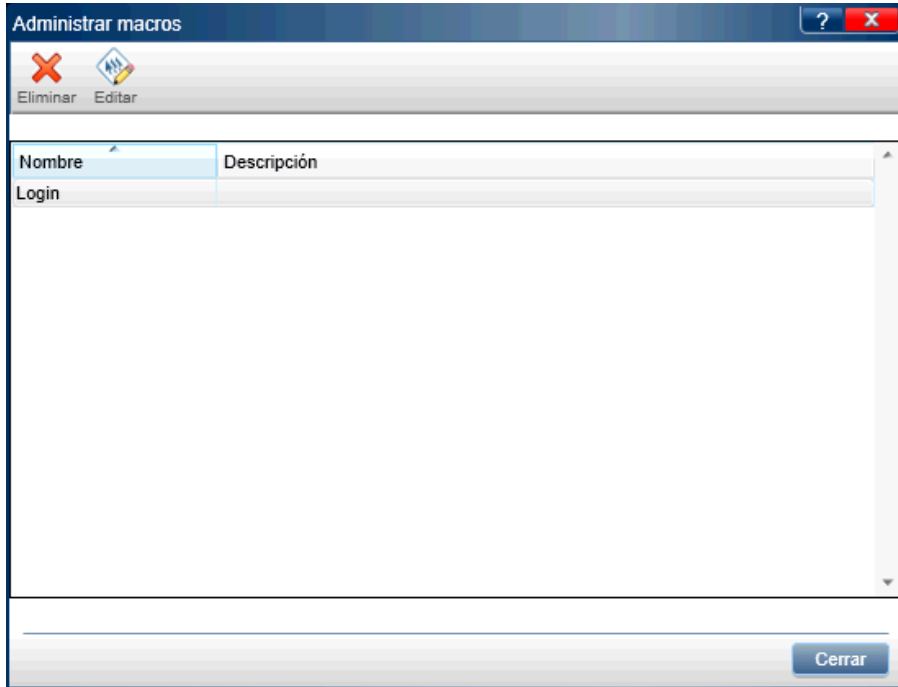 Administrar macros
?
Eliminar Editar
Nombre Descripción
Login
Cerrar